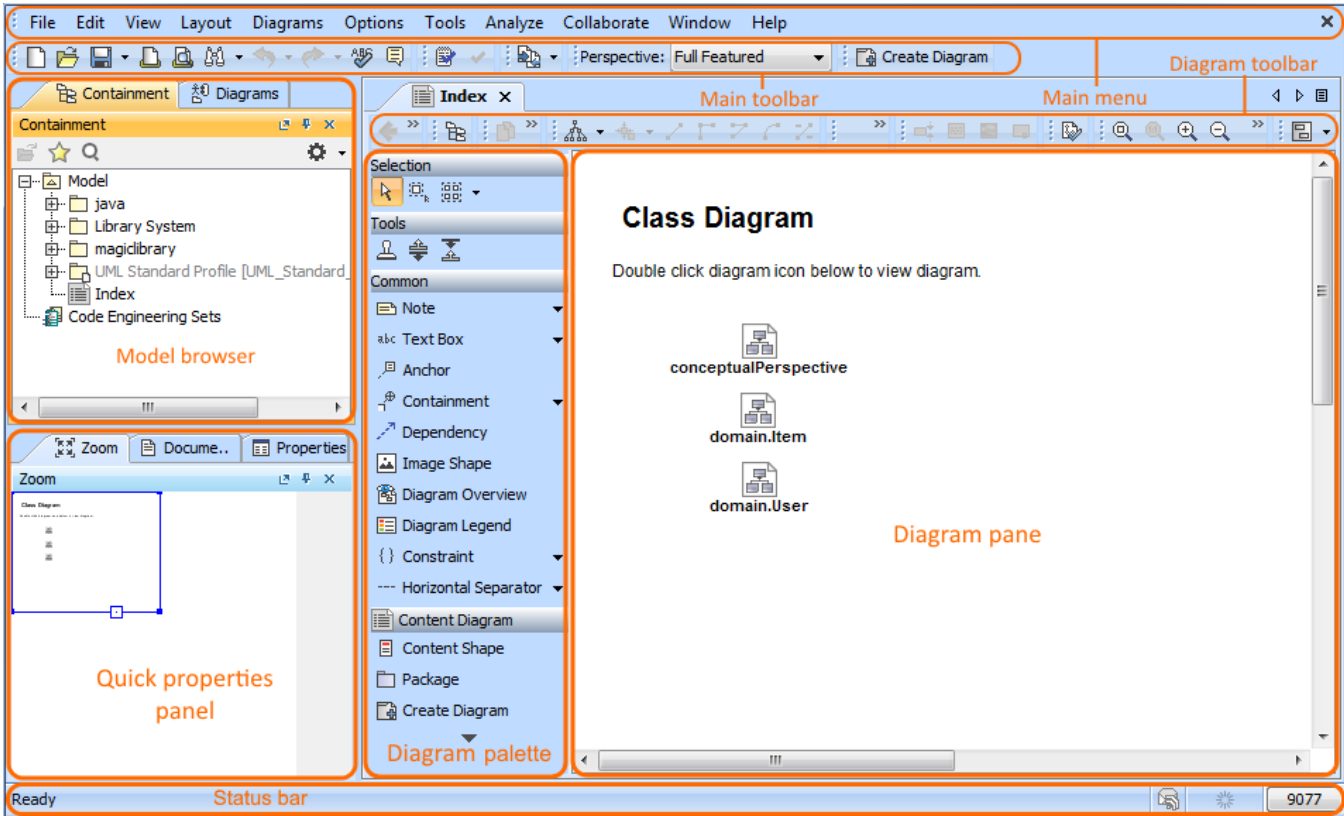 File Edit View Layout Diagrams Options Tools Analyze Collaborate Window Help
Perspective: Full Featured Create Diagram
Diagram toolbar
Main toolbar
Main menu
Containment Diagrams
Containment
Model
java
Library System
magiclibrary
UML Standard Profile [UML_Standard_
Index
Code Engineering Sets
Model browser
Zoom Docume.. Properties
Zoom
Class Diagram
Quick properties
panel
Index
Selection
Tools
Common
Note
abc Text Box
Anchor
Containment
Dependency
Image Shape
Diagram Overview
Diagram Legend
{} Constraint
--- Horizontal Separator
Content Diagram
Content Shape
Package
Create Diagram
Diagram palette
Class Diagram
Double click diagram icon below to view diagram.
conceptualPerspective
domain.Item
domain.User
Diagram pane
Ready
Status bar
9077